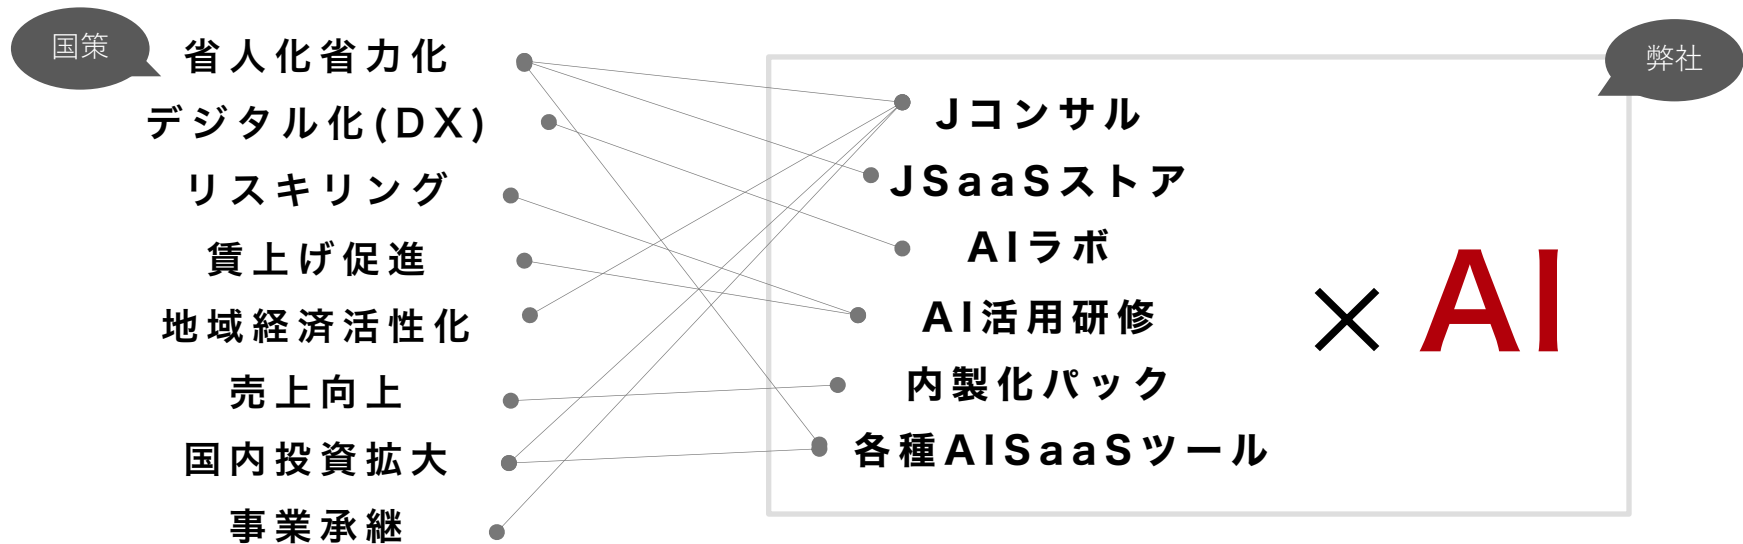 国策
省人化省力化
デジタル化(DX)
リスキリング
賃上げ促進
地域経済活性化
売上向上
国内投資拡大
事業承継
弊社
Jコンサル
JSaaSストア
AIラボ
AI活用研修
内製化パック
各種AISaaSツール
×AI